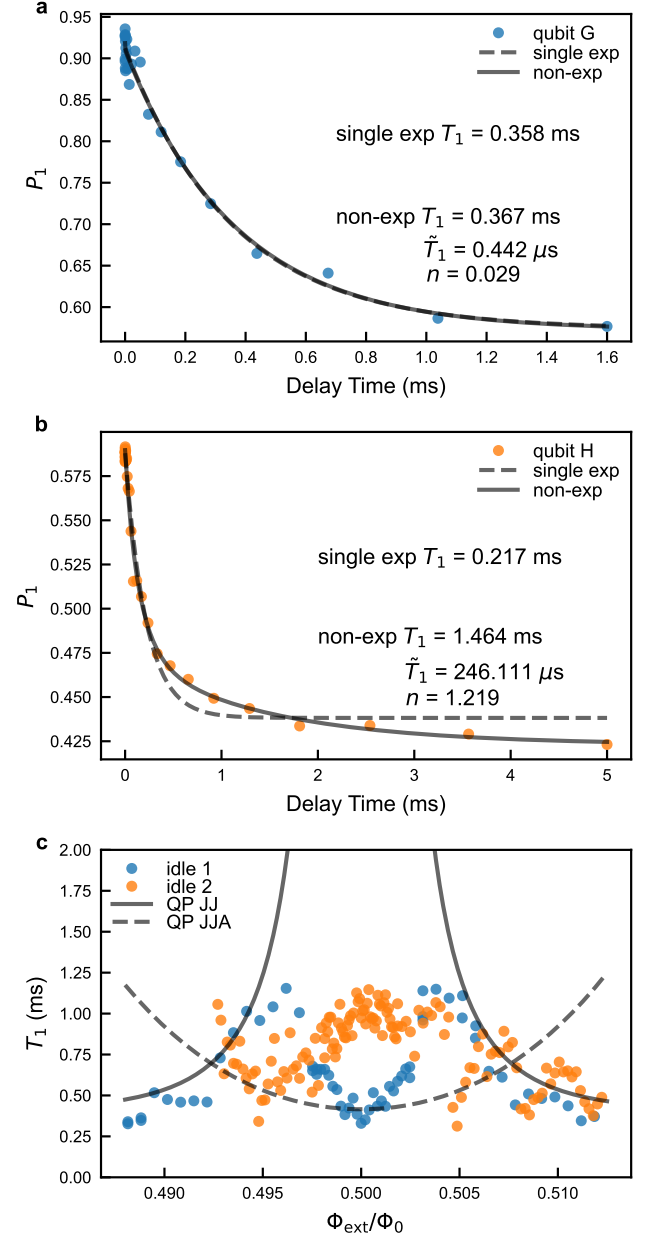 a
0.95
0.90
0.85
0.80
0.75
0.70
0.65
0.60
P₁
qubit G
single exp
non-exp
single exp T₁ = 0.358 ms
non-exp T₁ = 0.367 ms
T̃₁ = 0.442 μs
n = 0.029
0.0 0.2 0.4 0.6 0.8 1.0 1.2 1.4 1.6
Delay Time (ms)
b
0.575
0.550
0.525
0.500
0.475
0.450
0.425
P₁
qubit H
single exp
non-exp
single exp T₁ = 0.217 ms
non-exp T₁ = 1.464 ms
T̃₁ = 246.111 μs
n = 1.219
0 1 2 3 4 5
Delay Time (ms)
c
2.00
1.75
1.50
1.25
1.00
0.75
0.50
0.25
0.00
T₁ (ms)
idle 1
idle 2
QP JJ
QP JJA
0.490 0.495 0.500 0.505 0.510
Φext/Φ₀